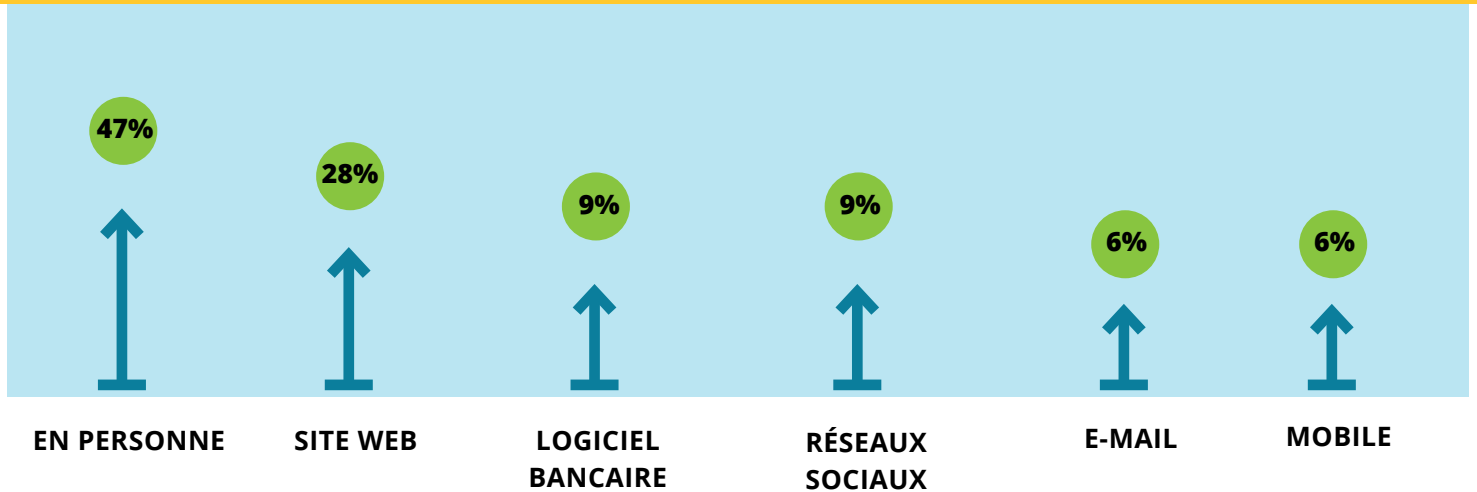 47%
28%
9%
9%
6%
6%
EN PERSONNE
SITE WEB
LOGICIEL
BANCAIRE
RÉSEAUX
SOCIAUX
E-MAIL
MOBILE